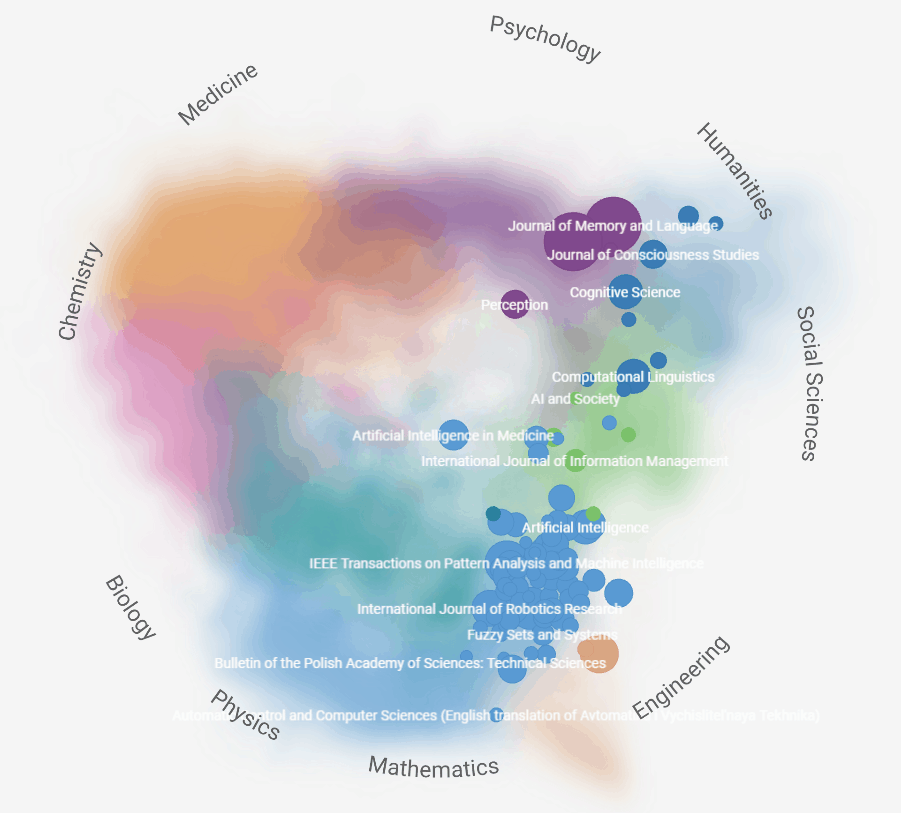 Psychology
Medicine
Humanities
Journal of Memory and Language
Journal of Consciousness Studies
Chemistry
Cognitive Science
Perception
Social Sciences
Computational Linguistics
AI and Society
Artificial Intelligence in Medicine
International Journal of Information Management
Artificial Intelligence
IEEE Transactions on Pattern Analysis and Machine Intelligence
Biology
International Journal of Robotics Research
Fuzzy Sets and Systems
Bulletin of the Polish Academy of Sciences: Technical Sciences
Engineering
Physics
Control and Computer Sciences (English translation of Avtomatika Vychislitel'naya Tekhnika)
Mathematics